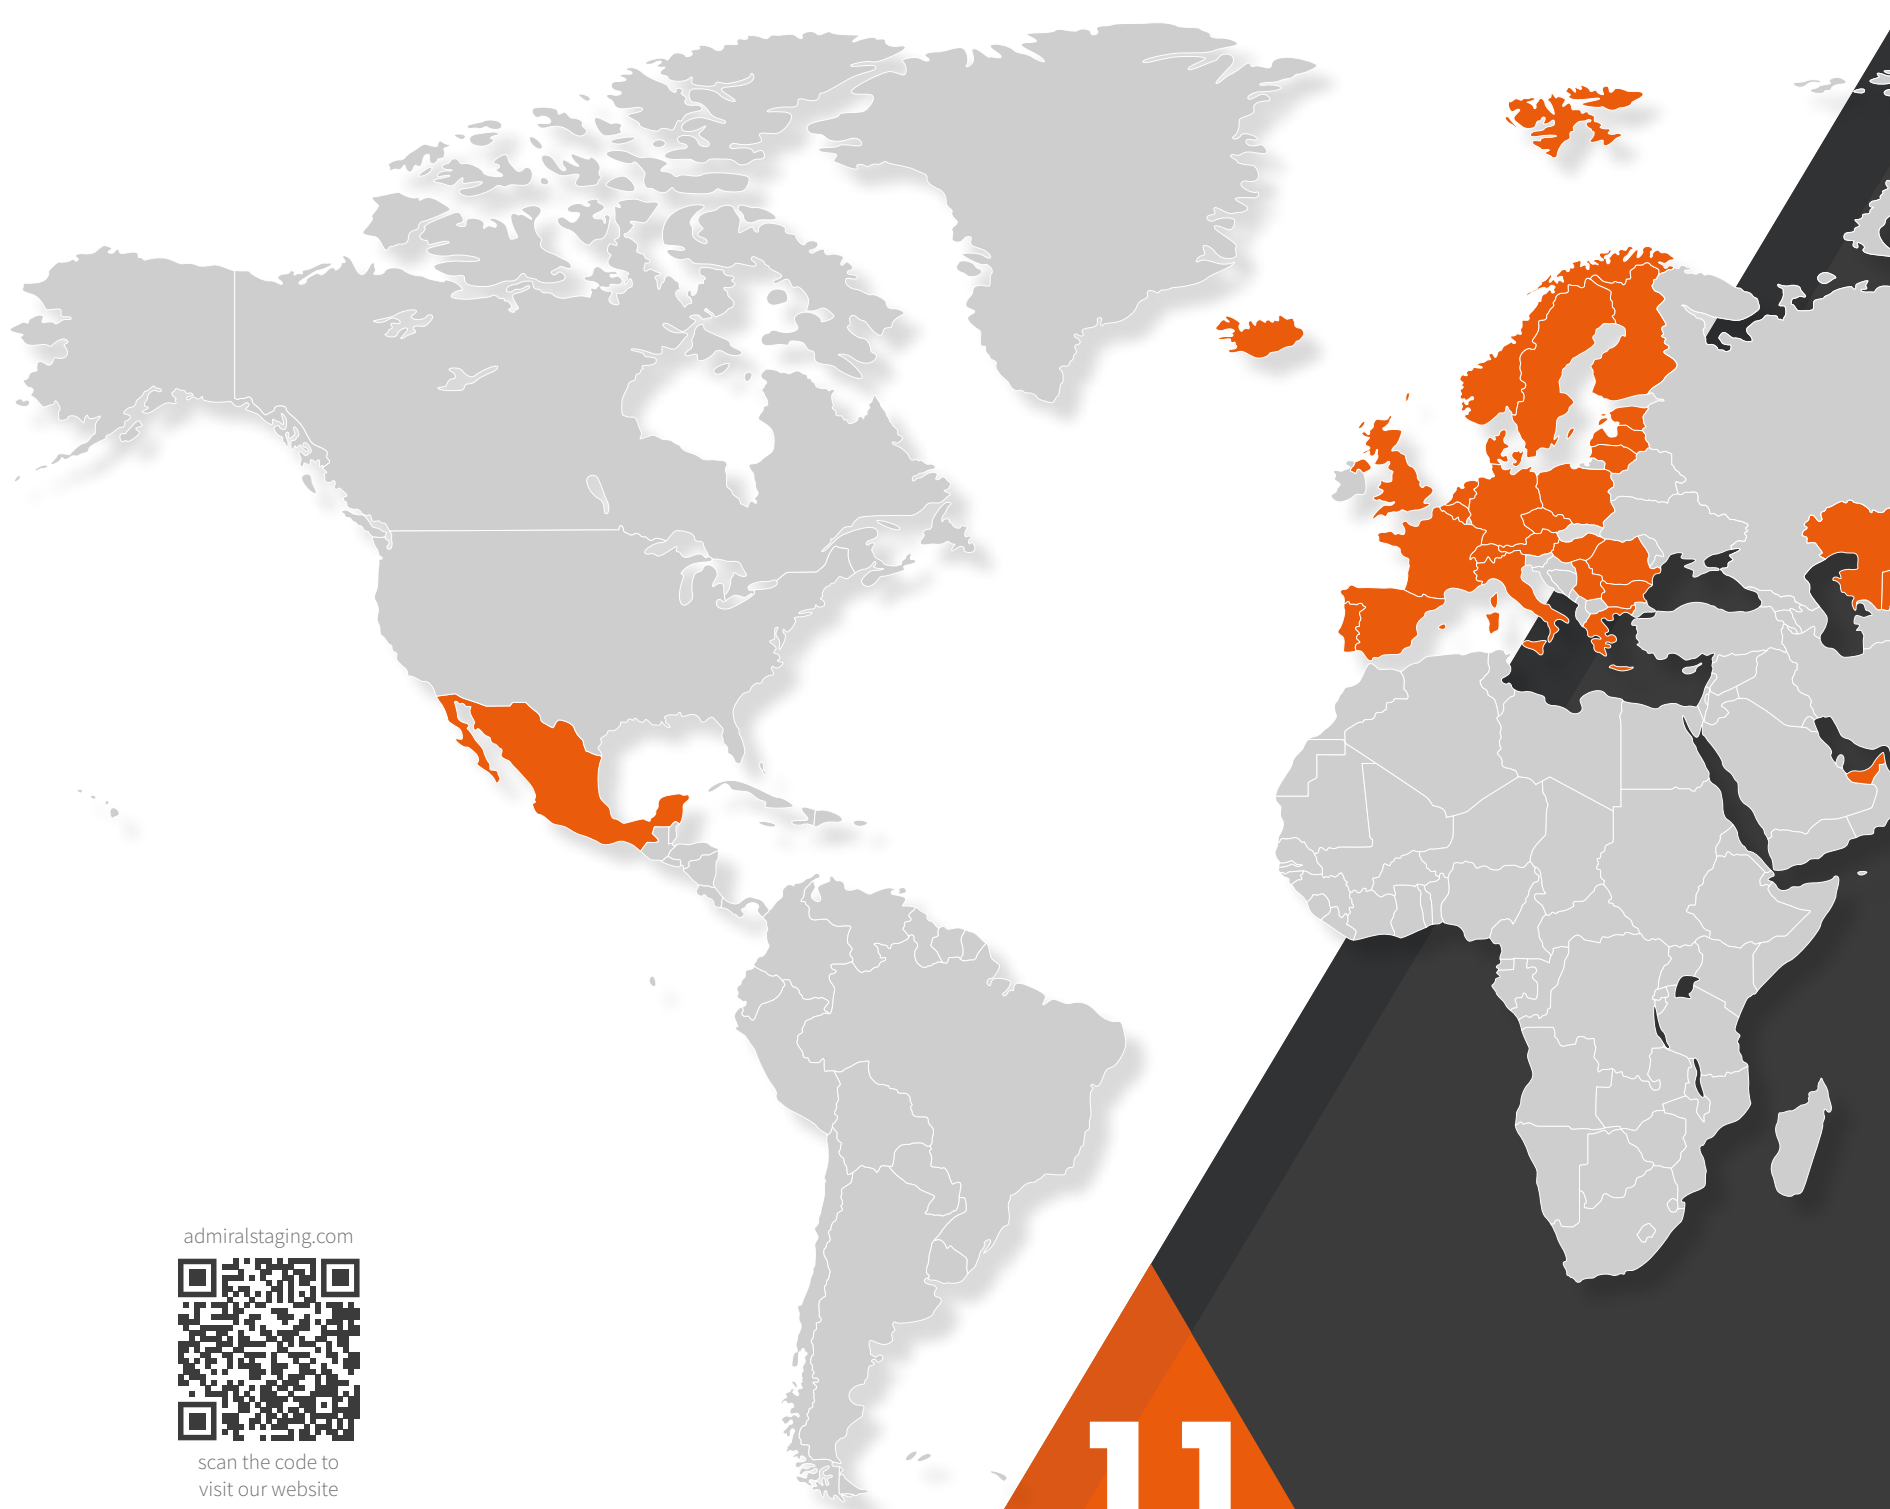 admiralstaging.com
scan the code to
visit our website
11